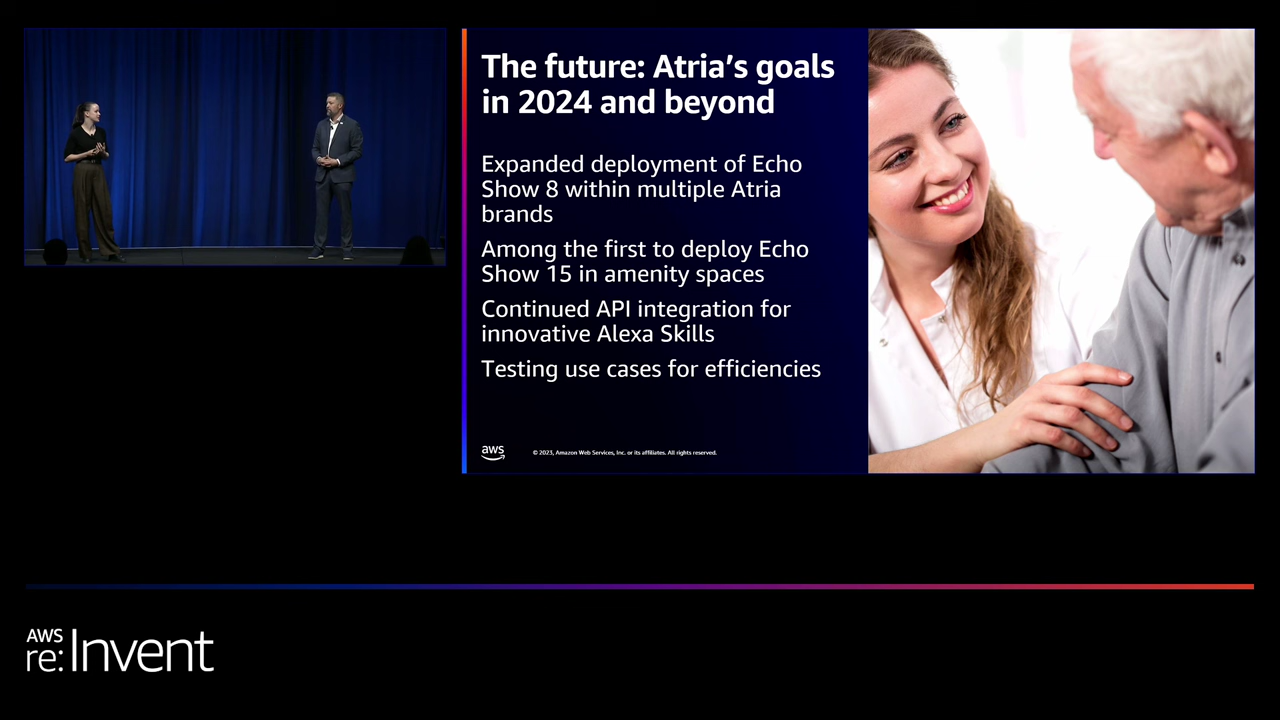 The future: Atria's goals
in 2024 and beyond
Expanded deployment of Echo
Show 8 within multiple Atria
brands
Among the first to deploy Echo
Show 15 in amenity spaces
Continued API integration for
innovative Alexa Skills
Testing use cases for efficiencies
aws
© 2023, Amazon Web Services, Inc. or its affiliates. All rights reserved.
AWS
re:Invent